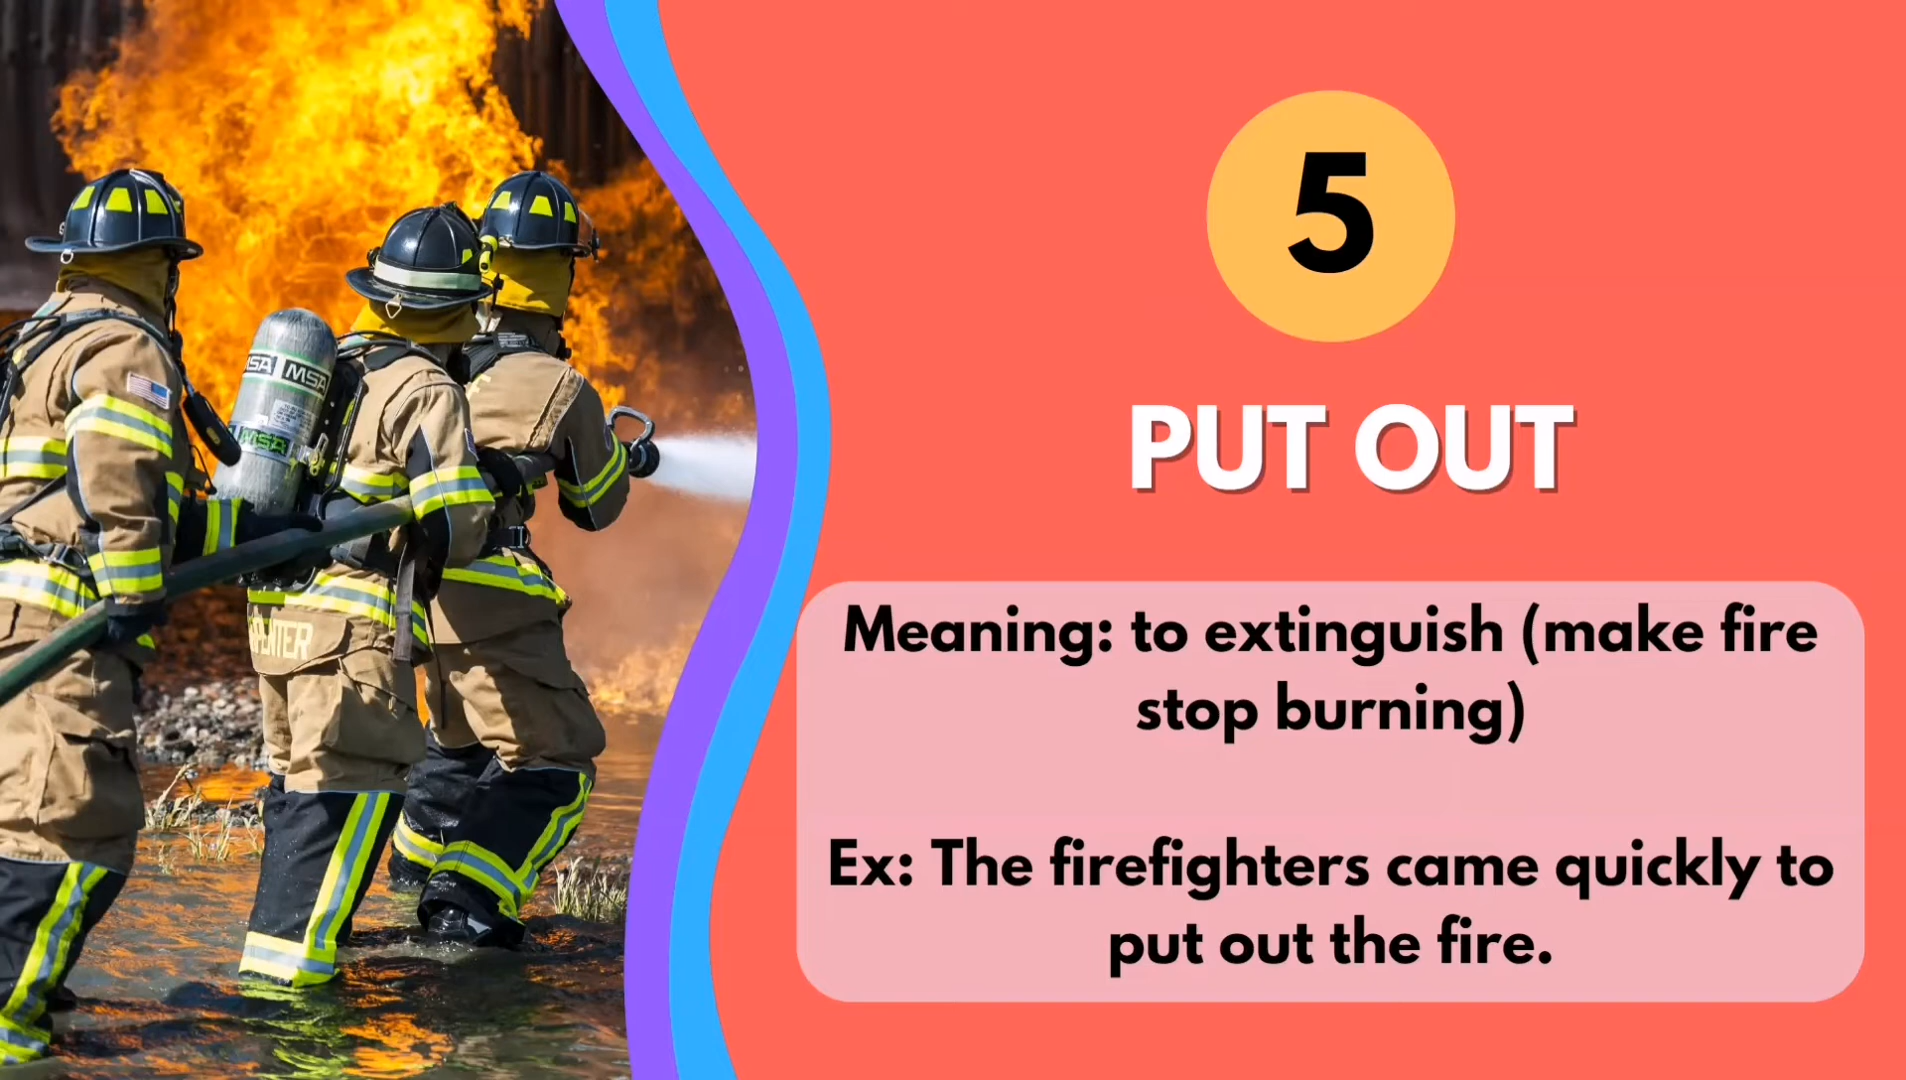 5
PUT OUT
Meaning: to extinguish (make fire
stop burning)
Ex: The firefighters came quickly to
put out the fire.
MSA
MSA